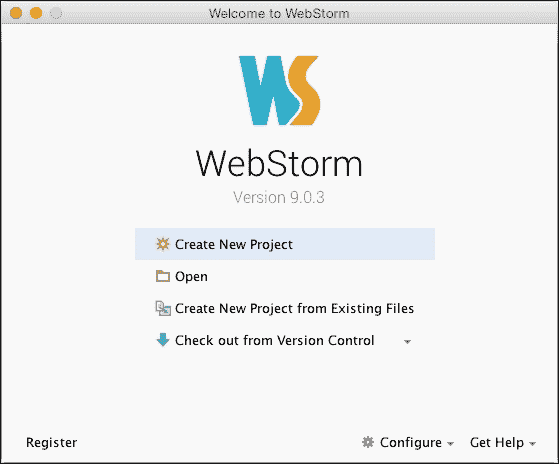 Welcome to WebStorm
WS
WebStorm
Version 9.0.3
Create New Project
Open
Create New Project from Existing Files
Check out from Version Control
Register
Configure
Get Help